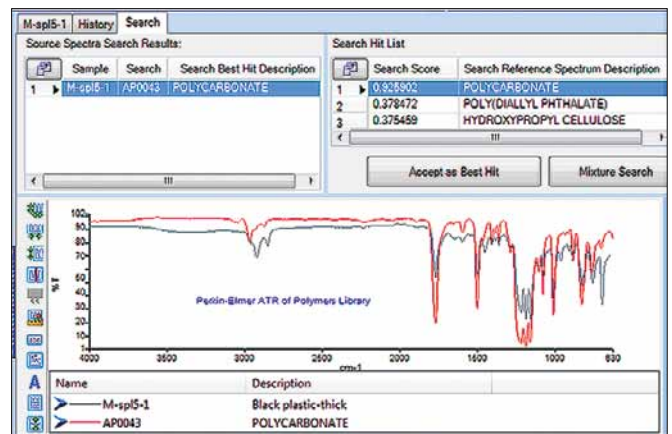 M-spl5-1 History Search
Source Spectra Search Results:
Sample Search Search Best Hit Description
1 M-spl5-1 AP0043 POLYCARBONATE
Search Hit List
Search Score Search Reference Spectrum Description
1 0.925902 POLYCARBONATE
2 0.378472 POLY(DIALLYL PHTHALATE)
3 0.375459 HYDROXYPROPYL CELLULOSE
Accept as Best Hit Mixture Search
%T
100
90
80
70
60
50
40
30
20
10
1
Perkin-Elmer ATR of Polymers Library
4000 3500 3000 2500 2000 1500 1000
cm-1
Name Description
M-spl5-1 Black plastic-thick
AP0043 POLYCARBONATE